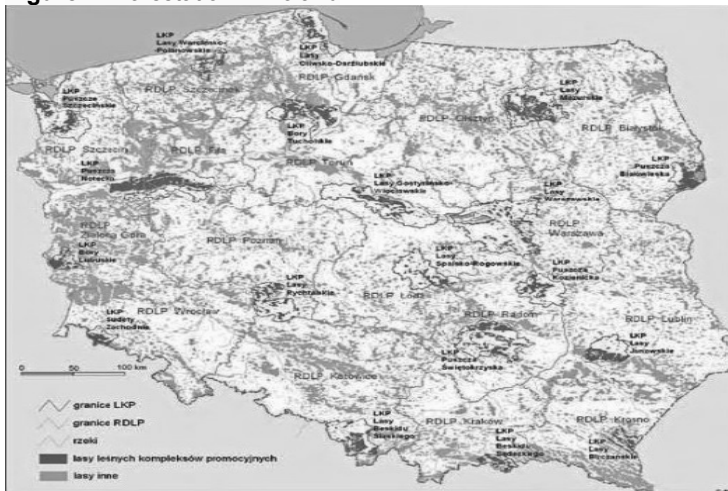 LKP
Lasy Warcińsko-
Polanowskie
LKP
Lasy
Oliwsko-Darżlubskie
RDLP Gdańsk
LKP
Puszcze
Szczecińskie
RDLP Szczecinek
LKP
Lasy
Mazurskie
RDLP Olsztyn
RDLP Białystok
LKP
Bory
Tucholskie
RDLP Szczecin
RDLP Piła
RDLP Toruń
LKP
Puszcza
Notecka
LKP
Lasy Gostynińsko-
Włocławskie
LKP
Puszcza
Białowieska
LKP
Lasy
Warszawskie
RDLP
Zielona Góra
RDLP Poznań
RDLP
Warszawa
LKP
Bory
Lubuskie
LKP
Lasy
Spalsko-Rogowskie
LKP
Puszcza
Kozienicka
LKP
Lasy
Rychtalskie
RDLP Łódź
RDLP Wrocław
RDLP Radom
RDLP Lublin
LKP
Sudety
Zachodnie
LKP
Lasy
Janowskie
LKP
Puszcza
Świętokrzyska
0 50 100 km
RDLP Katowice
granice LKP
granice RDLP
rzeki
lasy leśnych kompleksów promocyjnych
lasy inne
LKP
Lasy
Beskidu
Śląskiego
RDLP Kraków
LKP
Lasy
Beskidu
Sądeckiego
RDLP Krosno
LKP
Lasy
Birczańskie